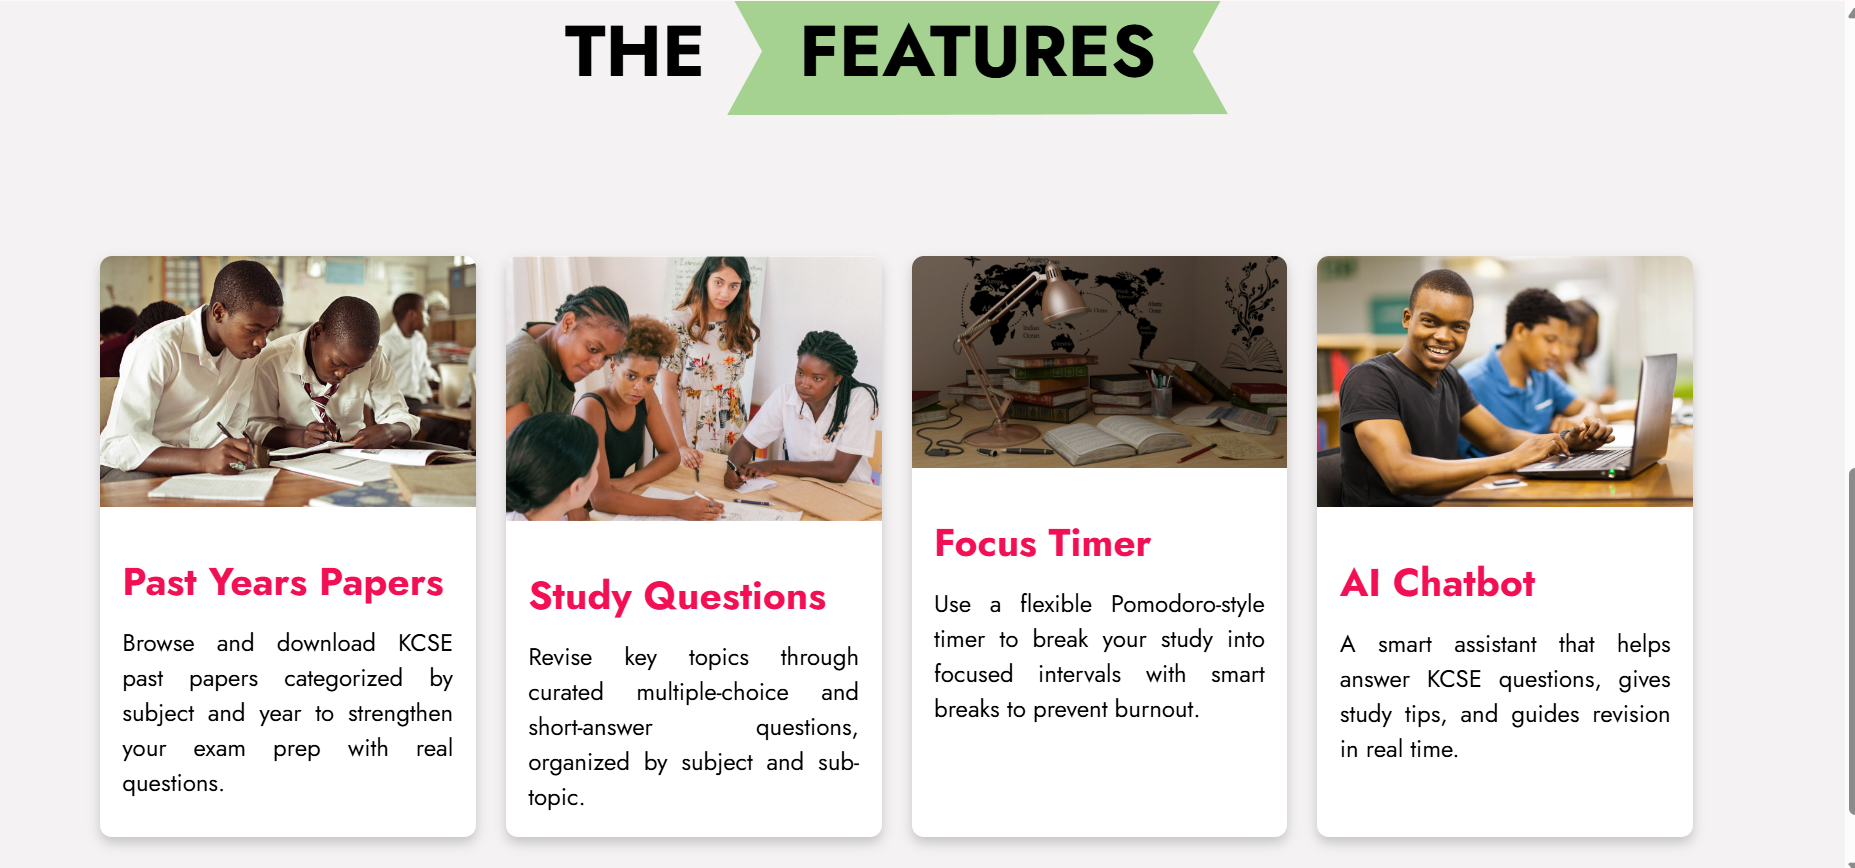 THE FEATURES
Past Years Papers
Browse and download KCSE
past papers categorized by
subject and year to strengthen
your exam prep with real
questions.
Study Questions
Revise key topics through
curated multiple-choice and
short-answer questions,
organized by subject and sub-
topic.
Focus Timer
Use a flexible Pomodoro-style
timer to break your study into
focused intervals with smart
breaks to prevent burnout.
AI Chatbot
A smart assistant that helps
answer KCSE questions, gives
study tips, and guides revision
in real time.